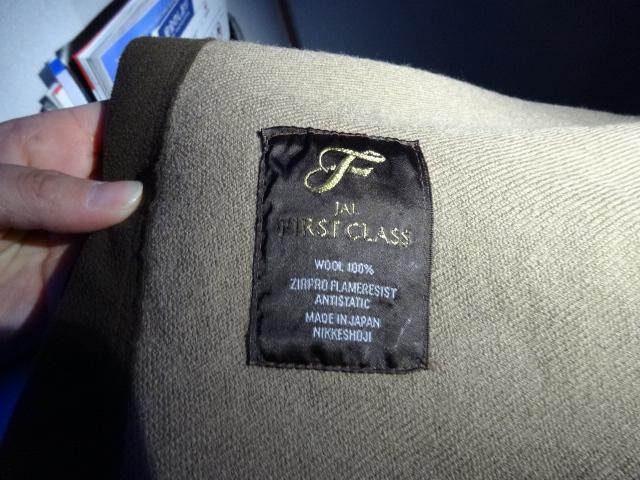 F
JAL
FIRST CLASS
WOOL 100%
ZIRPRO FLAMERESIST
ANTISTATIC
MADE IN JAPAN
NIKKESHOJI